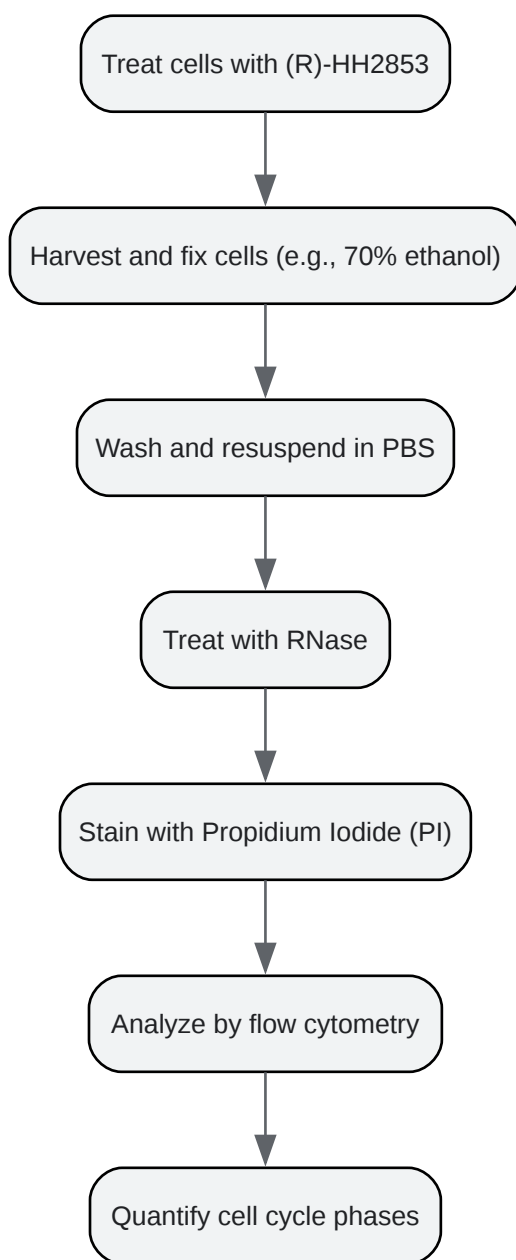 Treat cells with (R)-HH2853
Harvest and fix cells (e.g., 70% ethanol)
Wash and resuspend in PBS
Treat with RNase
Stain with Propidium Iodide (PI)
Analyze by flow cytometry
Quantify cell cycle phases